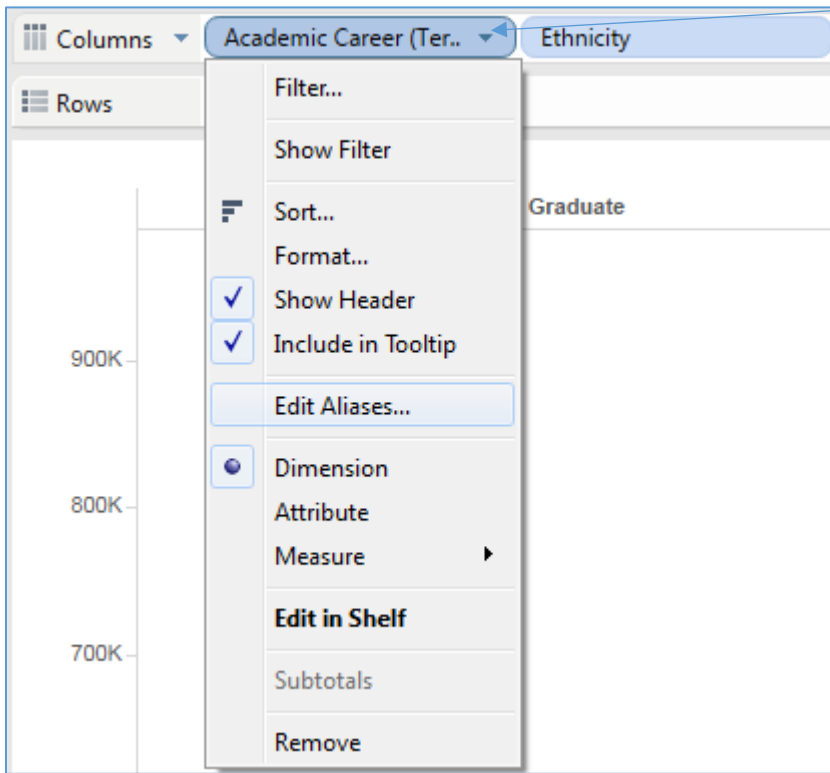 Columns Academic Career (Ter.. Ethnicity
Rows
Filter...
Show Filter
Sort...
Graduate
Format...
Show Header
Include in Tooltip
900K
Edit Aliases...
Dimension
800K
Attribute
Measure
Edit in Shelf
700K
Subtotals
Remove